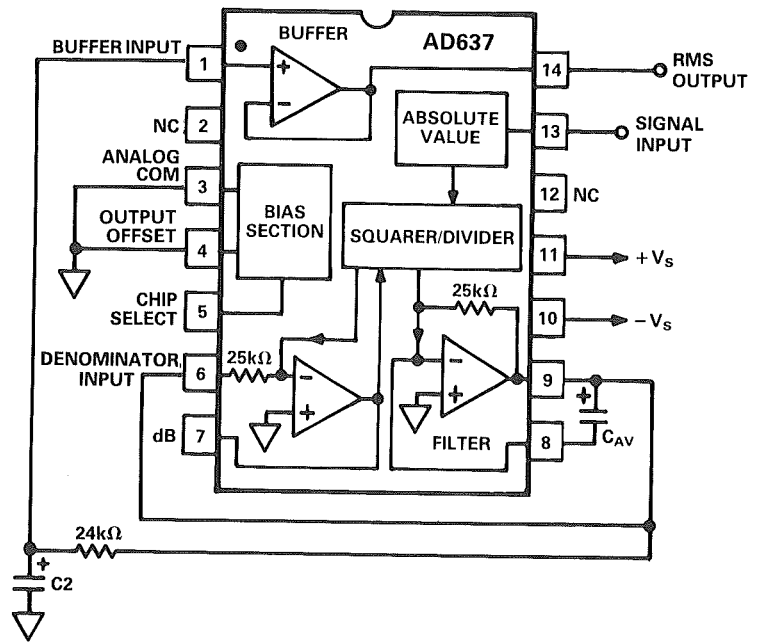 BUFFER INPUT
BUFFER
AD637
1
+
−
14
RMS
OUTPUT
NC
2
ABSOLUTE
VALUE
13
SIGNAL
INPUT
ANALOG
COM
3
12
NC
BIAS
SECTION
SQUARER/DIVIDER
OUTPUT
OFFSET
4
11
+VS
CHIP
SELECT
5
25kΩ
10
−VS
DENOMINATOR
INPUT
6
25kΩ
−
+
−
+
9
+
CAV
dB
7
FILTER
8
24kΩ
+
C2